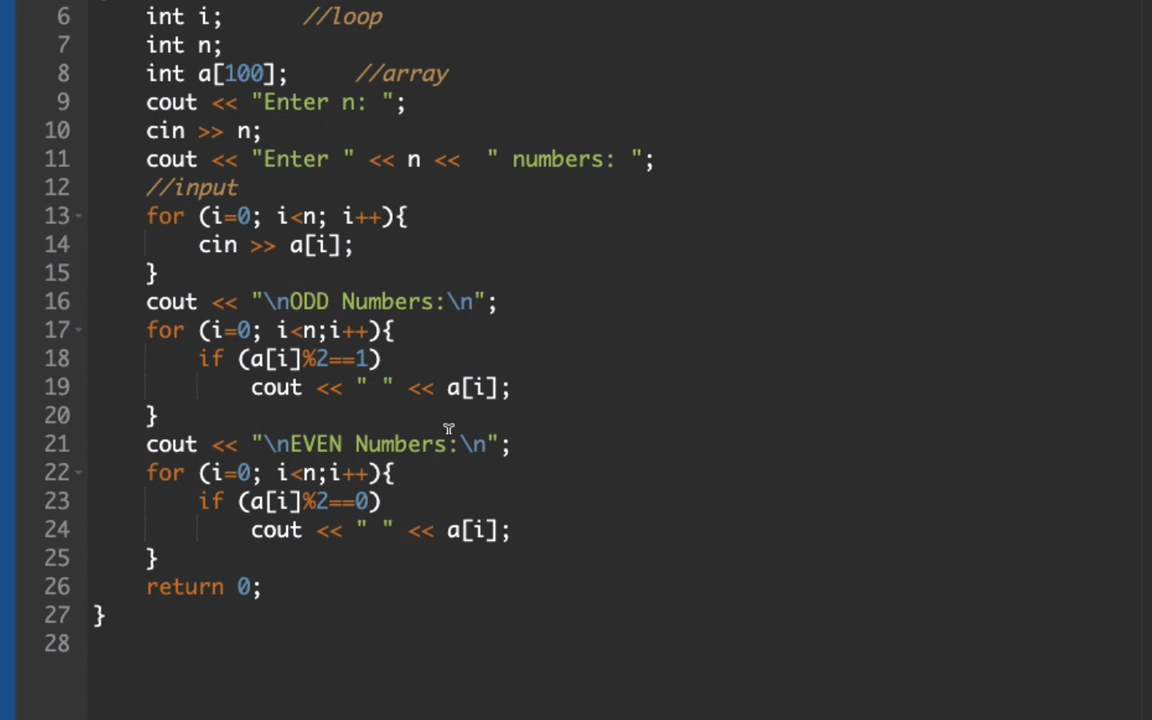 6 int i; //loop
7 int n;
8 int a[100]; //array
9 cout << "Enter n: ";
10 cin >> n;
11 cout << "Enter " << n <<  " numbers: ";
12 //input
13 for (i=0; i<n; i++){
14 cin >> a[i];
15 }
16 cout << "\nODD Numbers:\n";
17 for (i=0; i<n;i++){
18 if (a[i]%2==1)
19 cout << " " << a[i];
20 }
21 cout << "\nEVEN Numbers:\n";
22 for (i=0; i<n;i++){
23 if (a[i]%2==0)
24 cout << " " << a[i];
25 }
26 return 0;
27 }
28